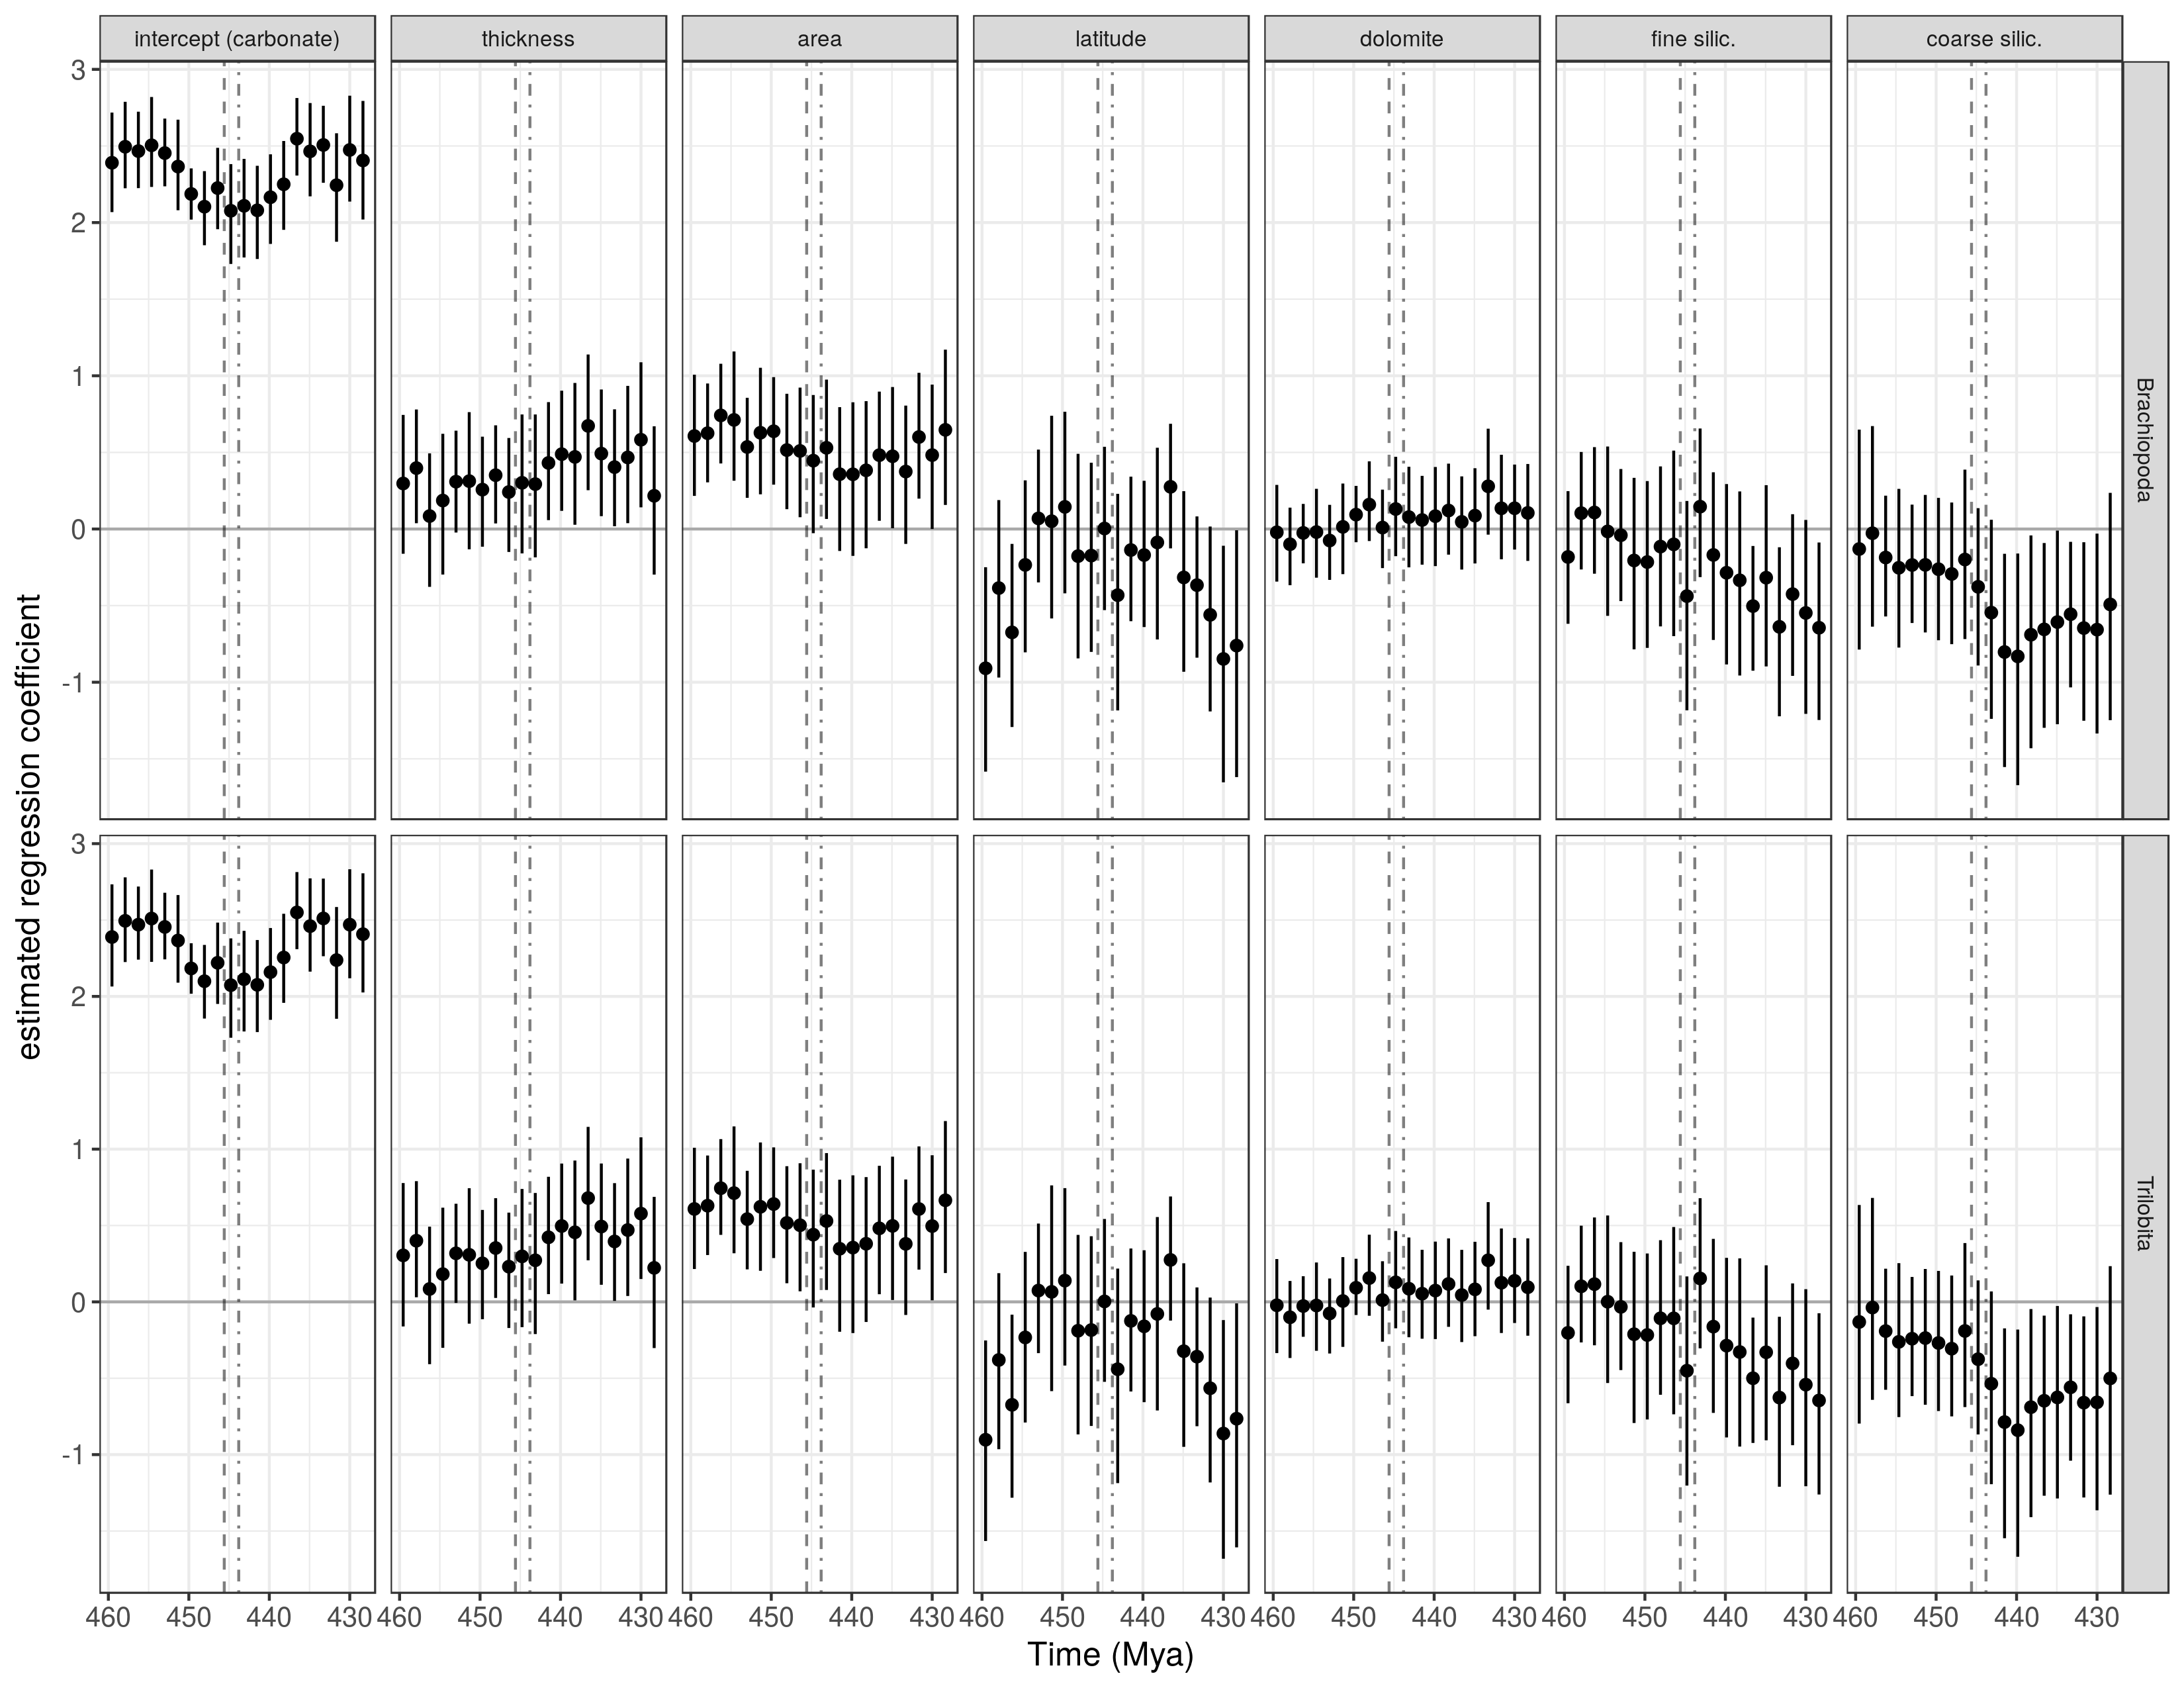 intercept (carbonate) thickness area latitude dolomite fine silic. coarse silic.
3
2
1
0
-1
Brachiopoda
estimated regression coefficient
3
2
1
0
-1
Trilobita
460 450 440 430 460 450 440 430 460 450 440 430 460 450 440 430 460 450 440 430 460 450 440 430 460 450 440 430
Time (Mya)